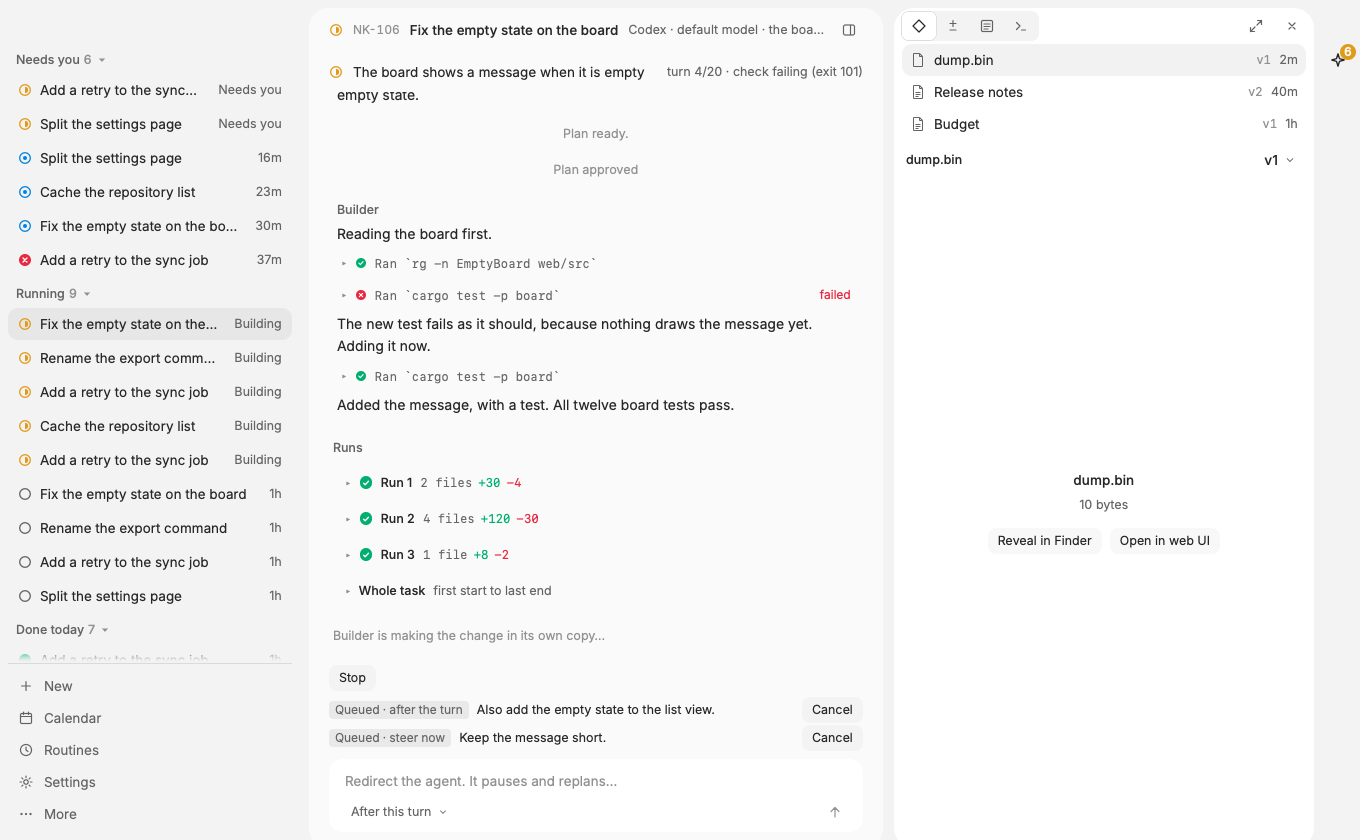 Needs you 6
Add a retry to the sync... Needs you
Split the settings page Needs you
Split the settings page 16m
Cache the repository list 23m
Fix the empty state on the bo... 30m
Add a retry to the sync job 37m
Running 9
Fix the empty state on the... Building
Rename the export comm... Building
Add a retry to the sync job Building
Cache the repository list Building
Add a retry to the sync job Building
Fix the empty state on the board 1h
Rename the export command 1h
Add a retry to the sync job 1h
Split the settings page 1h
Done today 7
Add a retry to the sync job 1h
New
Calendar
Routines
Settings
More
NK-106 Fix the empty state on the board Codex · default model · the boa...
The board shows a message when it is empty turn 4/20 · check failing (exit 101)
empty state.
Plan ready.
Plan approved
Builder
Reading the board first.
Ran `rg -n EmptyBoard web/src`
Ran `cargo test -p board` failed
The new test fails as it should, because nothing draws the message yet.
Adding it now.
Ran `cargo test -p board`
Added the message, with a test. All twelve board tests pass.
Runs
Run 1 2 files +30 −4
Run 2 4 files +120 −30
Run 3 1 file +8 −2
Whole task first start to last end
Builder is making the change in its own copy...
Stop
Queued · after the turn Also add the empty state to the list view. Cancel
Queued · steer now Keep the message short. Cancel
Redirect the agent. It pauses and replans...
After this turn
dump.bin v1 2m
Release notes v2 40m
Budget v1 1h
dump.bin v1
dump.bin
10 bytes
Reveal in Finder Open in web UI
6